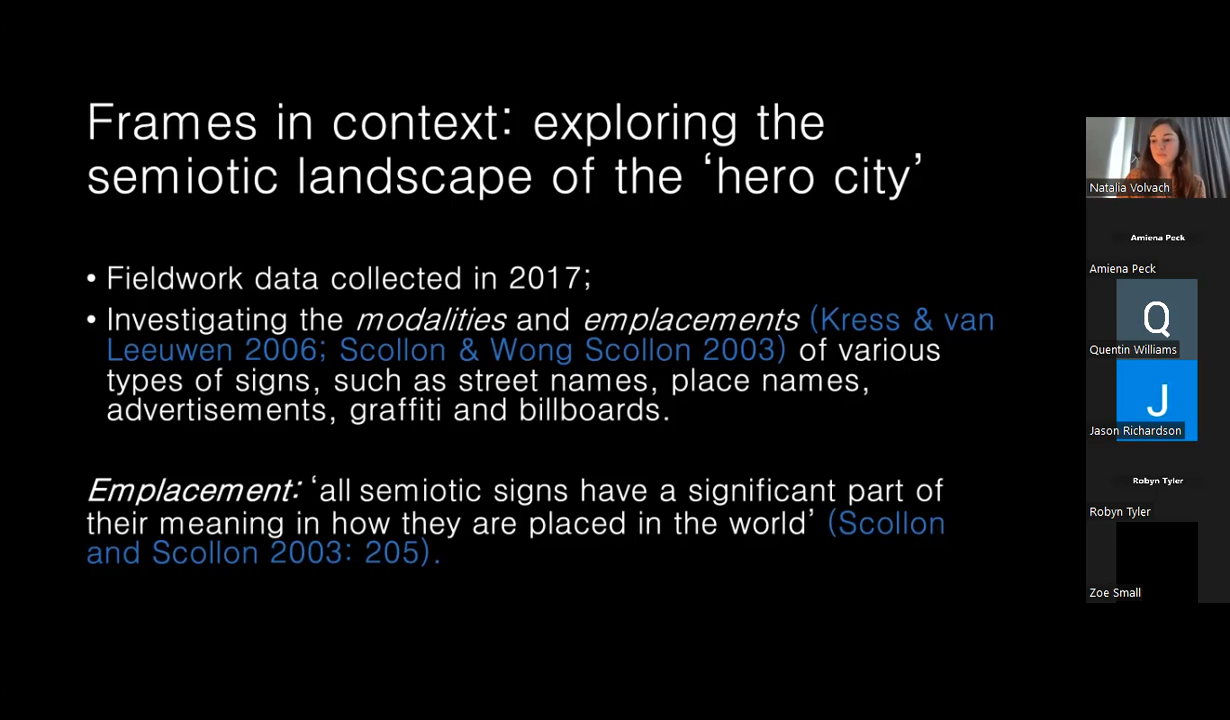 Frames in context: exploring the
semiotic landscape of the ‘hero city’
• Fieldwork data collected in 2017;
• Investigating the modalities and emplacements (Kress & van
Leeuwen 2006; Scollon & Wong Scollon 2003) of various
types of signs, such as street names, place names,
advertisements, graffiti and billboards.
Emplacement: ‘all semiotic signs have a significant part of
their meaning in how they are placed in the world’ (Scollon
and Scollon 2003: 205).
Natalia Volvach
Amiena Peck
Amiena Peck
Q
Quentin Williams
J
Jason Richardson
Robyn Tyler
Robyn Tyler
Zoe Small